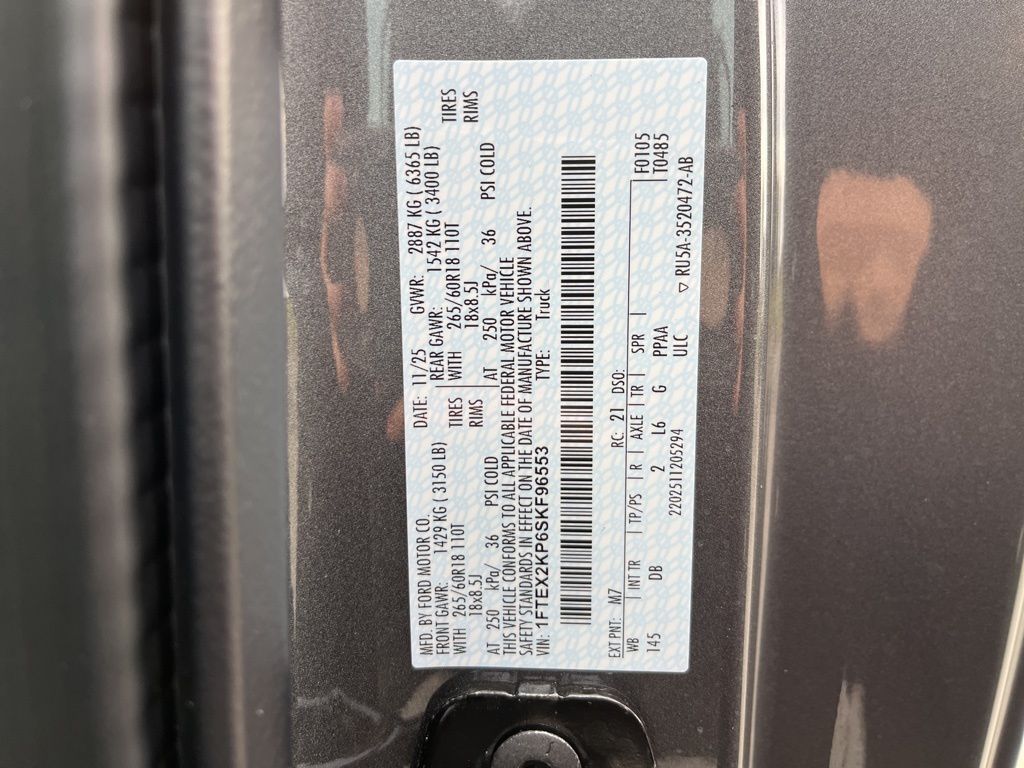 MFD. BY FORD MOTOR CO. DATE: 11/25 GVWR: 2887 KG ( 6365 LB)
FRONT GAWR: 1429 KG ( 3150 LB) REAR GAWR: 1542 KG ( 3400 LB)
WITH 265/60R18 110T TIRES WITH 265/60R18 110T TIRES
18x8.5J RIMS 18x8.5J RIMS
AT 250 kPa/ 36 PSI COLD AT 250 kPa/ 36 PSI COLD
THIS VEHICLE CONFORMS TO ALL APPLICABLE FEDERAL MOTOR VEHICLE
SAFETY STANDARDS IN EFFECT ON THE DATE OF MANUFACTURE SHOWN ABOVE.
VIN: 1FTEX2KP6SKF96553 TYPE: Truck
EXT PNT: M7 RC: 21 DSO: F0105
WB INT TR TP/PS R AXLE TR SPR T0485
145 DB 2 L6 G PPAA
2202511205294 ULC ▽ RU5A-3520472-AB